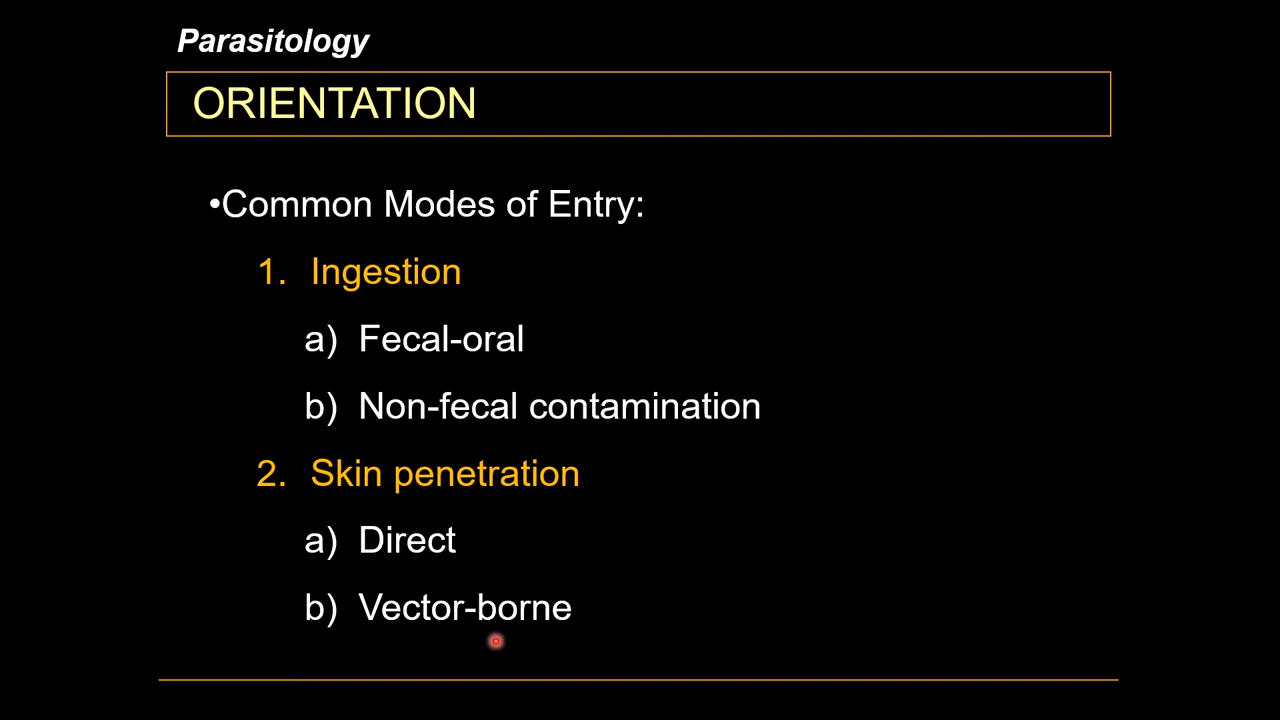 Parasitology
ORIENTATION
•Common Modes of Entry:
1. Ingestion
a) Fecal-oral
b) Non-fecal contamination
2. Skin penetration
a) Direct
b) Vector-borne